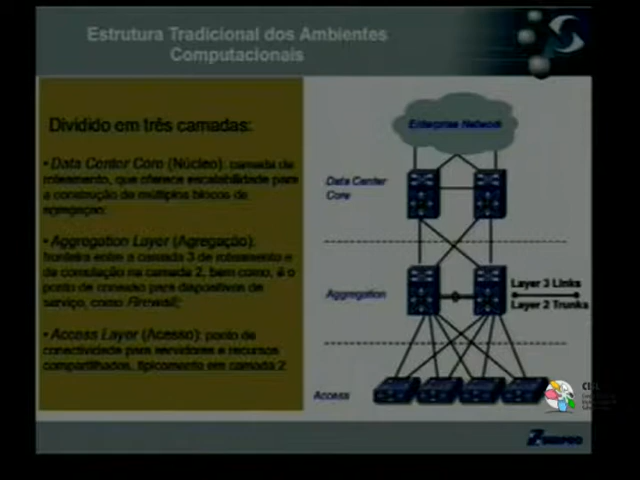 Estrutura Tradicional dos Ambientes
Computacionais
Dividido em três camadas:
• Data Center Core (Núcleo): camada de
roteamento, que oferece escalabilidade para
a construção de múltiplos blocos de
agregação;
• Aggregation Layer (Agregação):
fronteira entre a camada 3 de roteamento e
de comutação na camada 2, bem como, é o
ponto de conexão para dispositivos de
serviço, como Firewall;
• Access Layer (Acesso): ponto de
conectividade para servidores e recursos
compartilhados, tipicamente em camada 2
Enterprise Network
Data Center
Core
Aggregation
Layer 3 Links
Layer 2 Trunks
Access